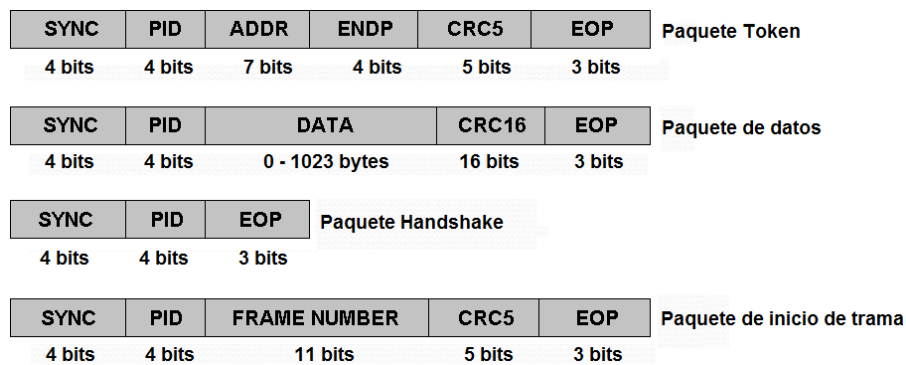 SYNC PID ADDR ENDP CRC5 EOP Paquete Token
4 bits 4 bits 7 bits 4 bits 5 bits 3 bits
SYNC PID DATA CRC16 EOP Paquete de datos
4 bits 4 bits 0 - 1023 bytes 16 bits 3 bits
SYNC PID EOP Paquete Handshake
4 bits 4 bits 3 bits
SYNC PID FRAME NUMBER CRC5 EOP Paquete de inicio de trama
4 bits 4 bits 11 bits 5 bits 3 bits